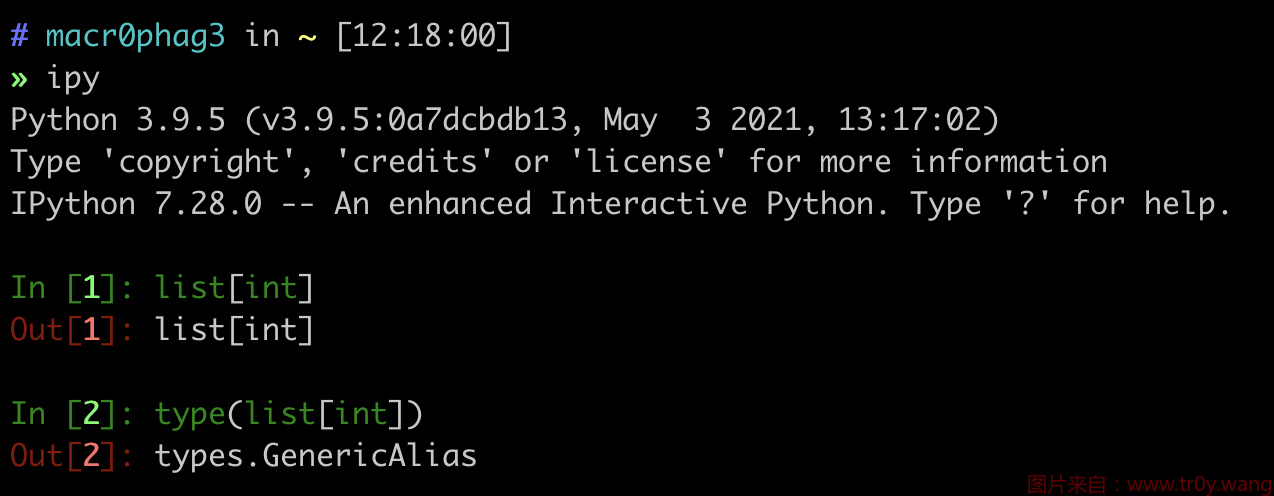 # macr0phag3 in ~ [12:18:00]
» ipy
Python 3.9.5 (v3.9.5:0a7dcbdb13, May  3 2021, 13:17:02)
Type 'copyright', 'credits' or 'license' for more information
IPython 7.28.0 -- An enhanced Interactive Python. Type '?' for help.
In [1]: list[int]
Out[1]: list[int]
In [2]: type(list[int])
Out[2]: types.GenericAlias
图片来自：www.tr0y.wang